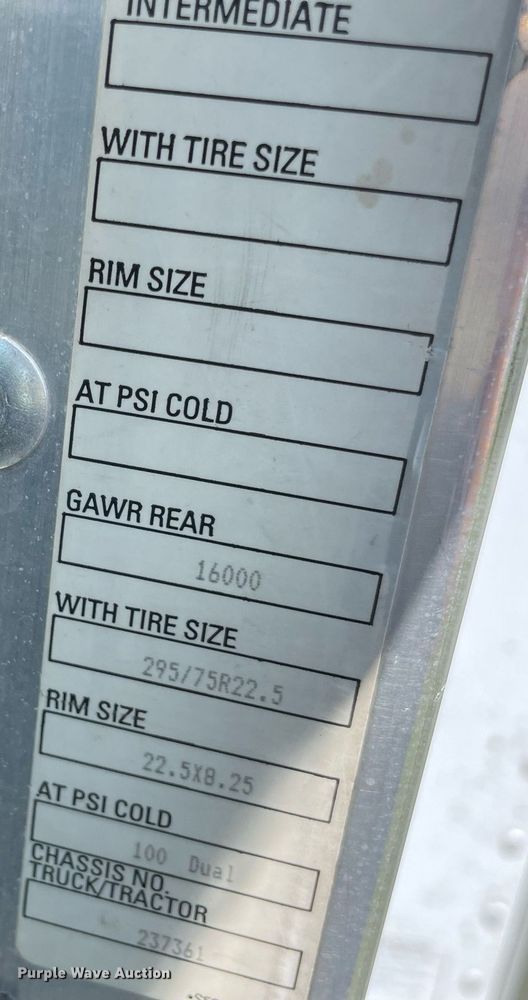 INTERMEDIATE
WITH TIRE SIZE
RIM SIZE
AT PSI COLD
GAWR REAR
16000
WITH TIRE SIZE
295/75R22.5
RIM SIZE
22.5X8.25
AT PSI COLD
100 Dual
CHASSIS NO.
TRUCK/TRACTOR
237361
Purple Wave Auction